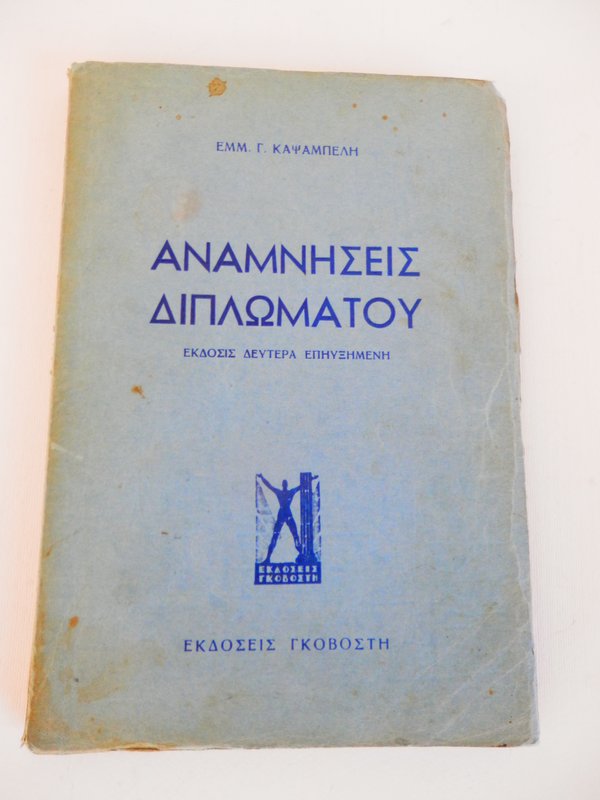 ΕΜΜ. Γ. ΚΑΨΑΜΠΕΛΗ
ΑΝΑΜΝΗΣΕΙΣ
ΔΙΠΛΩΜΑΤΟΥ
ΕΚΔΟΣΙΣ ΔΕΥΤΕΡΑ ΕΠΗΥΞΗΜΕΝΗ
ΕΚΔΟΣΕΙΣ
ΓΚΟΒΟΣΤΗ
ΕΚΔΟΣΕΙΣ ΓΚΟΒΟΣΤΗ